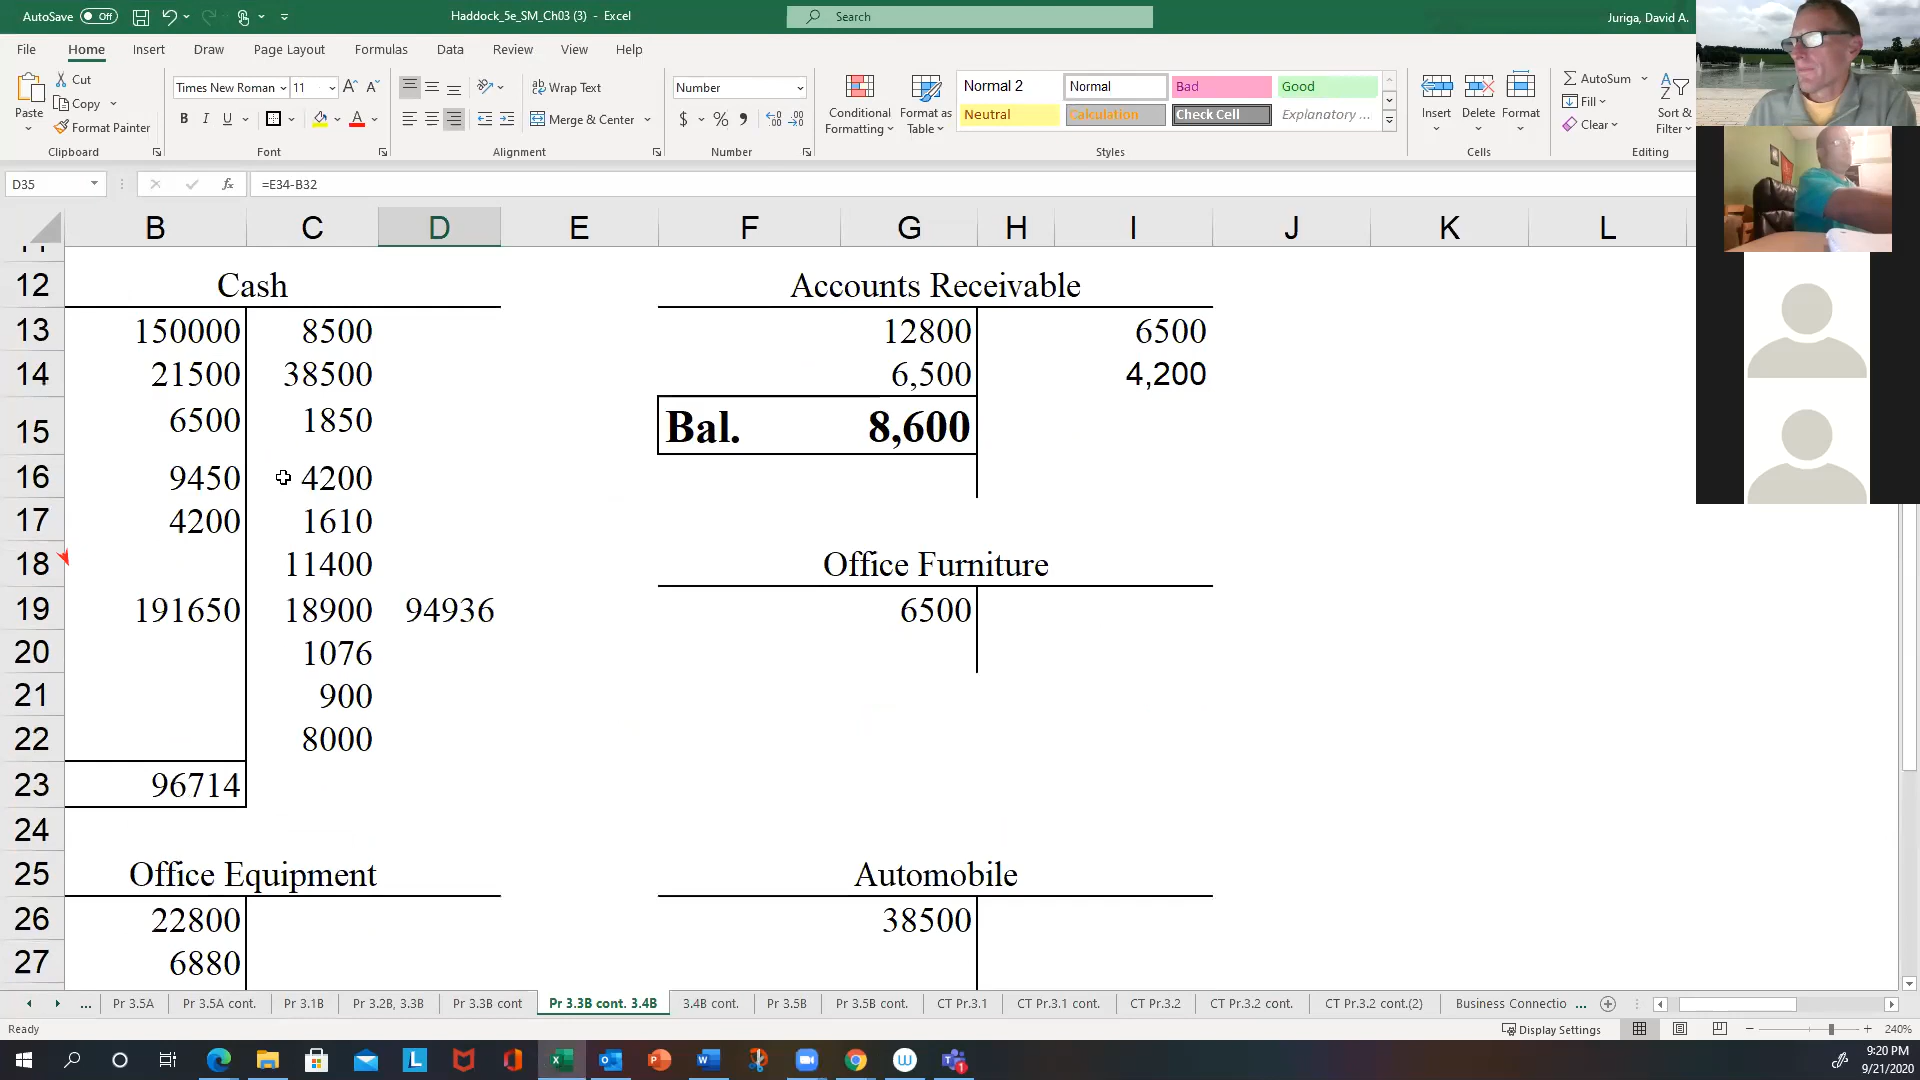 AutoSave Off
Haddock_5e_SM_Ch03 (3) - Excel
Search
Juriga, David A.
File Home Insert Draw Page Layout Formulas Data Review View Help
Paste
Cut
Copy
Format Painter
Clipboard
Times New Roman 11
B I U
Font
Wrap Text
Merge & Center
Alignment
Number
$ % 9
Number
Conditional Formatting
Format as Table
Normal 2 Normal Bad Good
Neutral Calculation Check Cell Explanatory ...
Styles
Insert Delete Format
Cells
AutoSum
Fill
Clear
Sort & Filter
Editing
D35 fx =E34-B32
B C D E F G H I J K L
12 Cash Accounts Receivable
13 150000 8500 12800 6500
14 21500 38500 6,500 4,200
15 6500 1850 Bal. 8,600
16 9450 4200
17 4200 1610
18 11400 Office Furniture
19 191650 18900 94936 6500
20 1076
21 900
22 8000
23 96714
24
25 Office Equipment Automobile
26 22800 38500
27 6880
... Pr 3.5A Pr 3.5A cont. Pr 3.1B Pr 3.2B, 3.3B Pr 3.3B cont Pr 3.3B cont. 3.4B 3.4B cont. Pr 3.5B Pr 3.5B cont. CT Pr.3.1 CT Pr.3.1 cont. CT Pr.3.2 CT Pr.3.2 cont. CT Pr.3.2 cont.(2) Business Connectio ...
Ready
Display Settings
240%
9:20 PM
9/21/2020